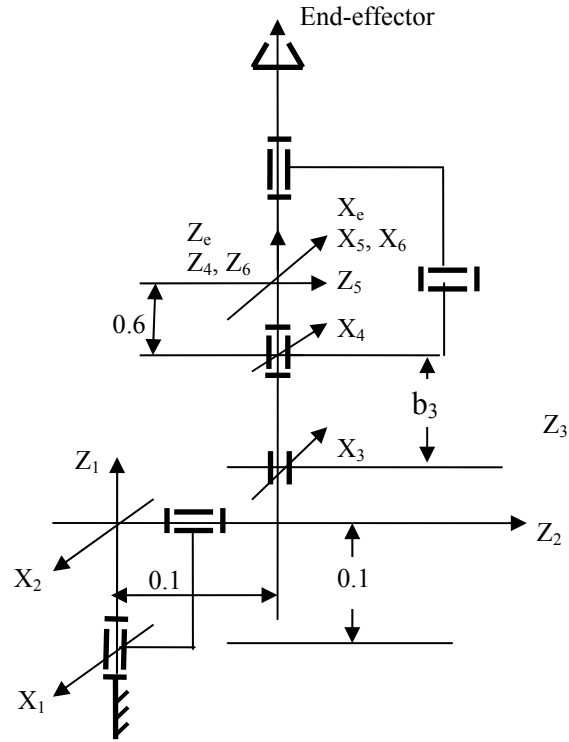 End-effector
Xₑ
Zₑ
X₅, X₆
Z₄, Z₆
Z₅
0.6
X₄
b₃
Z₃
X₃
Z₁
Z₂
X₂
0.1
0.1
X₁